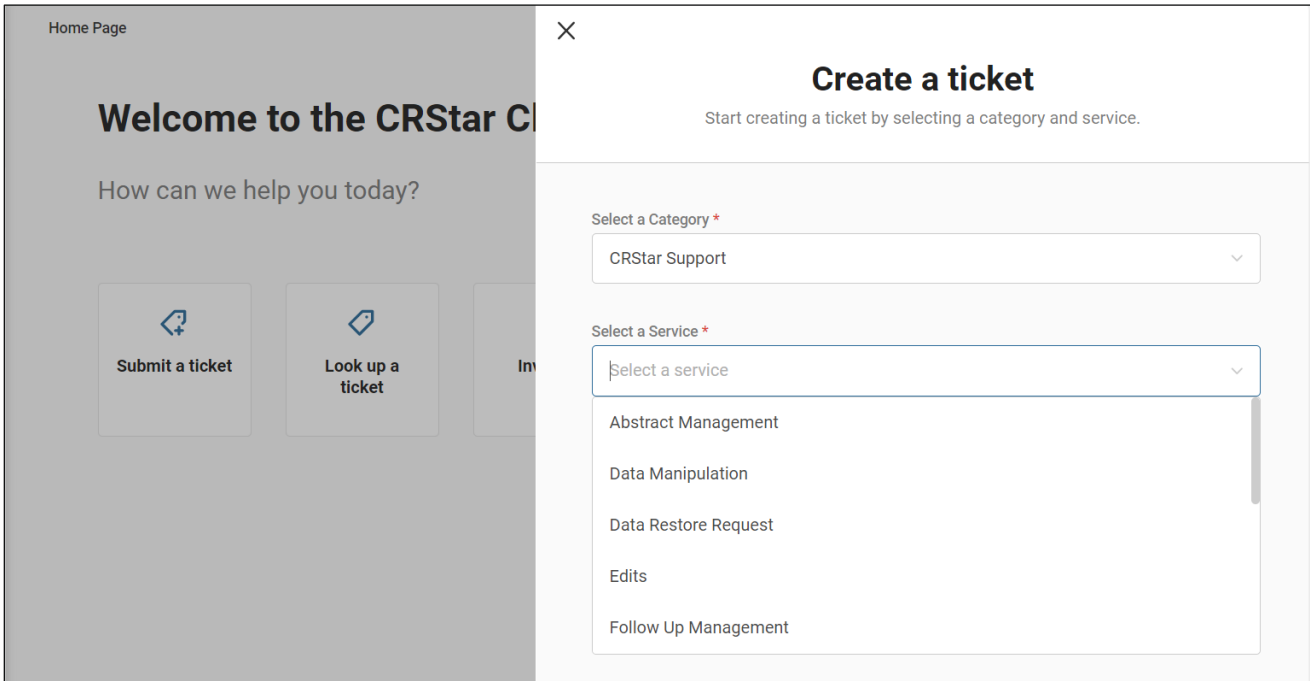 Home Page
Welcome to the CRStar
How can we help you today?
Submit a ticket
Look up a
ticket
Create a ticket
Start creating a ticket by selecting a category and service.
Select a Category *
CRStar Support
Select a Service *
Select a service
Abstract Management
Data Manipulation
Data Restore Request
Edits
Follow Up Management